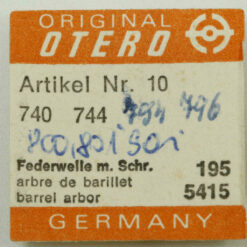 ORIGINAL
OTERO
Artikel Nr. 10
740 744 794 796
800,801 901
Federwelle m. Schr. 195
arbre de barillet 5415
barrel arbor
GERMANY